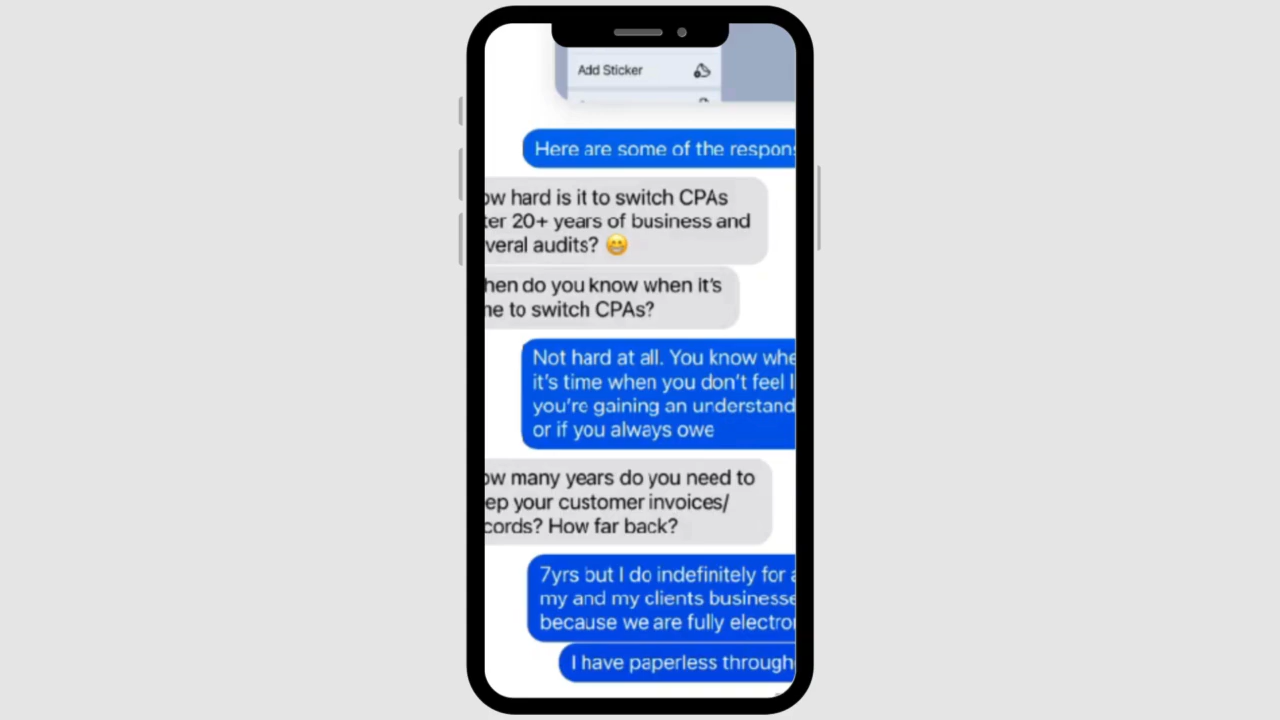 Add Sticker
Here are some of the respons
ow hard is it to switch CPAs
ter 20+ years of business and
veral audits? 😬
hen do you know when it's
ne to switch CPAs?
Not hard at all. You know whe
it's time when you don't feel l
you're gaining an understand
or if you always owe
ow many years do you need to
ep your customer invoices/
cords? How far back?
7yrs but I do indefinitely for a
my and my clients businesse
because we are fully electron
I have paperless through